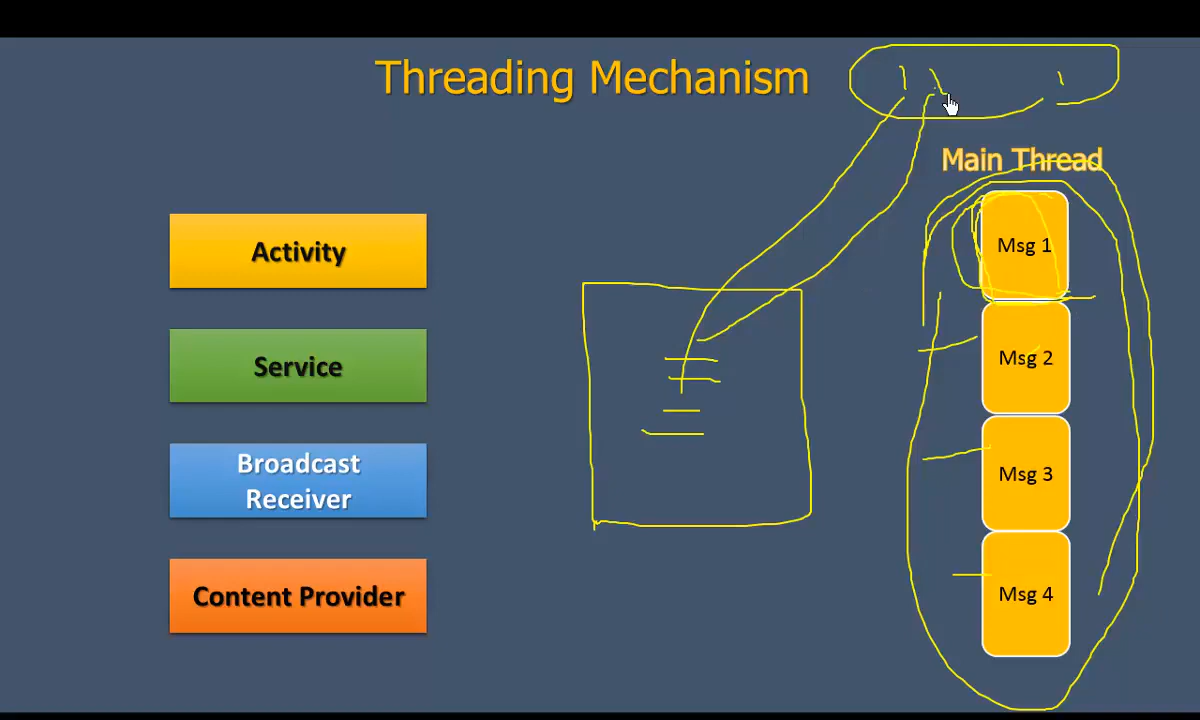 Threading Mechanism
Main Thread
Activity
Service
Broadcast
Receiver
Content Provider
Msg 1
Msg 2
Msg 3
Msg 4